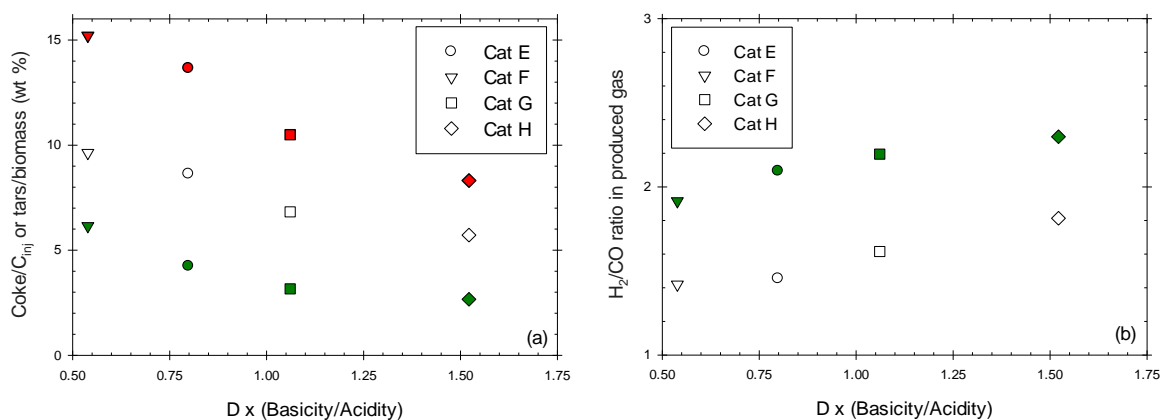 Coke/C_inj or tars/biomass (wt %)
15
10
5
0
0.50 0.75 1.00 1.25 1.50 1.75
D x (Basicity/Acidity)
Cat E
Cat F
Cat G
Cat H
(a)
H₂/CO ratio in produced gas
3
2
1
0.50 0.75 1.00 1.25 1.50 1.75
D x (Basicity/Acidity)
Cat E
Cat F
Cat G
Cat H
(b)